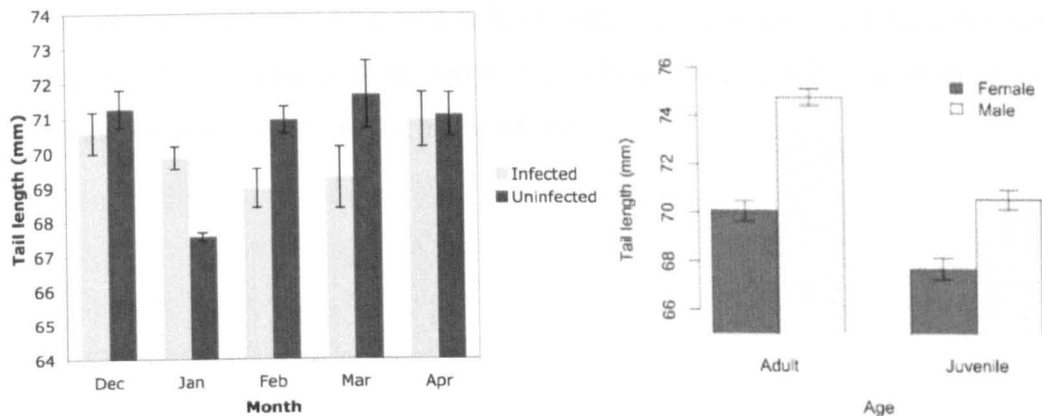 74
73
72
71
70
69
68
67
66
65
64
Tail length (mm)
Dec Jan Feb Mar Apr
Month
Infected
Uninfected
76
74
72
70
68
66
Tail length (mm)
Female
Male
Adult Juvenile
Age